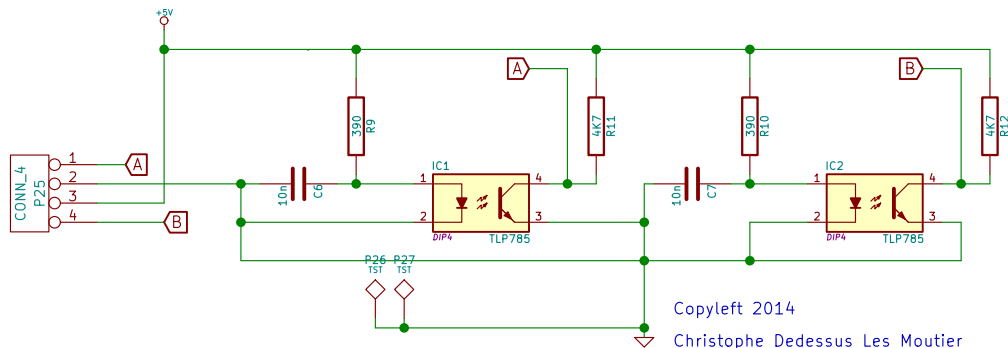 +5V
A
B
390
R9
4K7
R11
390
R10
4K7
R12
CONN_4
P25
1
A
2
3
4
B
10n
C6
IC1
1
4
2
3
DIP4
TLP785
10n
C7
IC2
1
4
2
3
DIP4
TLP785
P26
TST
P27
TST
Copyleft 2014
Christophe Dedessus Les Moutier